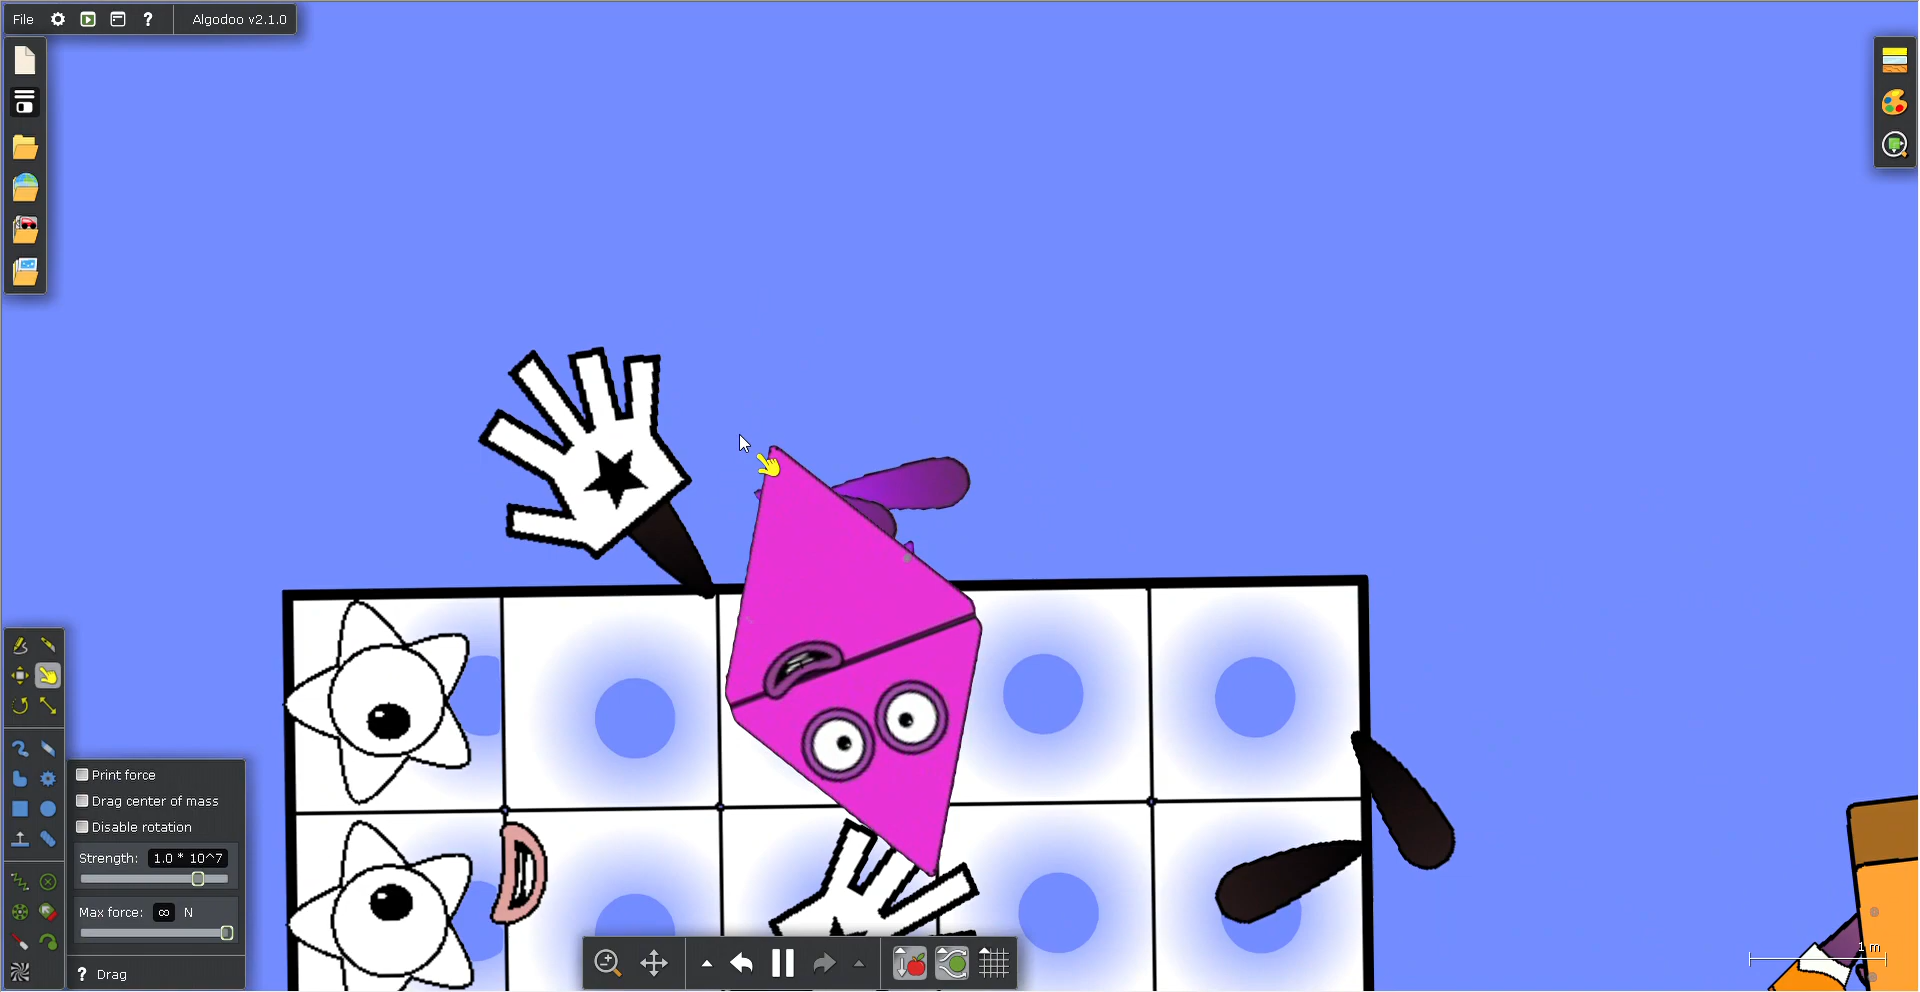 File ? Algodoo v2.1.0
Print force
Drag center of mass
Disable rotation
Strength: 1.0 * 10^7
Max force: ∞ N
? Drag
1 m